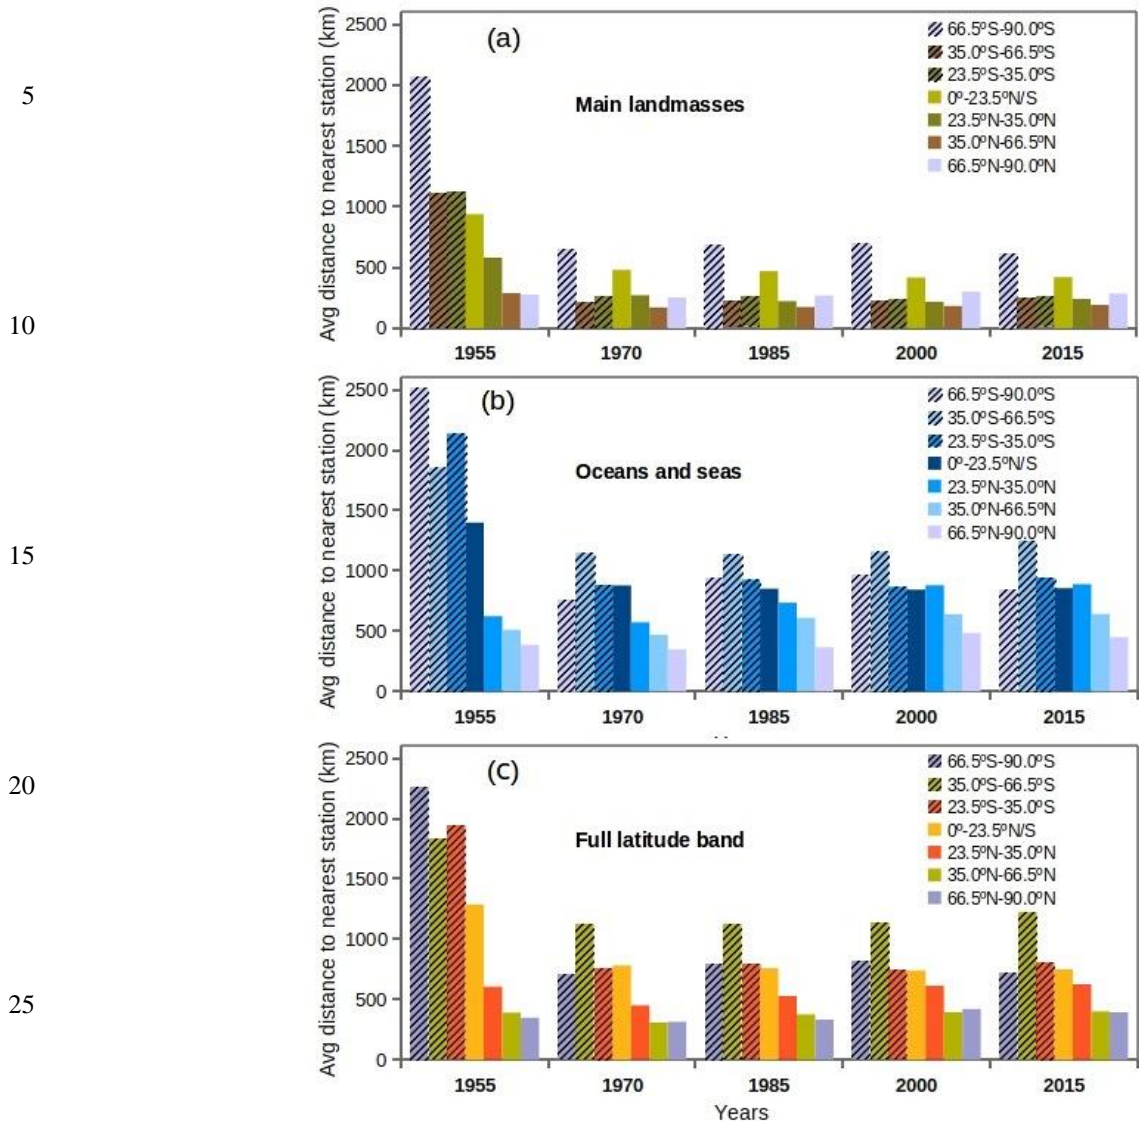 Avg distance to nearest station (km)
2500
2000
1500
1000
500
0
(a)
Main landmasses
66.5ºS-90.0ºS
35.0ºS-66.5ºS
23.5ºS-35.0ºS
0º-23.5ºN/S
23.5ºN-35.0ºN
35.0ºN-66.5ºN
66.5ºN-90.0ºN
1955 1970 1985 2000 2015
5
10
Avg distance to nearest station (km)
2500
2000
1500
1000
500
0
(b)
Oceans and seas
66.5ºS-90.0ºS
35.0ºS-66.5ºS
23.5ºS-35.0ºS
0º-23.5ºN/S
23.5ºN-35.0ºN
35.0ºN-66.5ºN
66.5ºN-90.0ºN
1955 1970 1985 2000 2015
15
Avg distance to nearest station (km)
2500
2000
1500
1000
500
0
(c)
Full latitude band
66.5ºS-90.0ºS
35.0ºS-66.5ºS
23.5ºS-35.0ºS
0º-23.5ºN/S
23.5ºN-35.0ºN
35.0ºN-66.5ºN
66.5ºN-90.0ºN
1955 1970 1985 2000 2015
Years
20
25